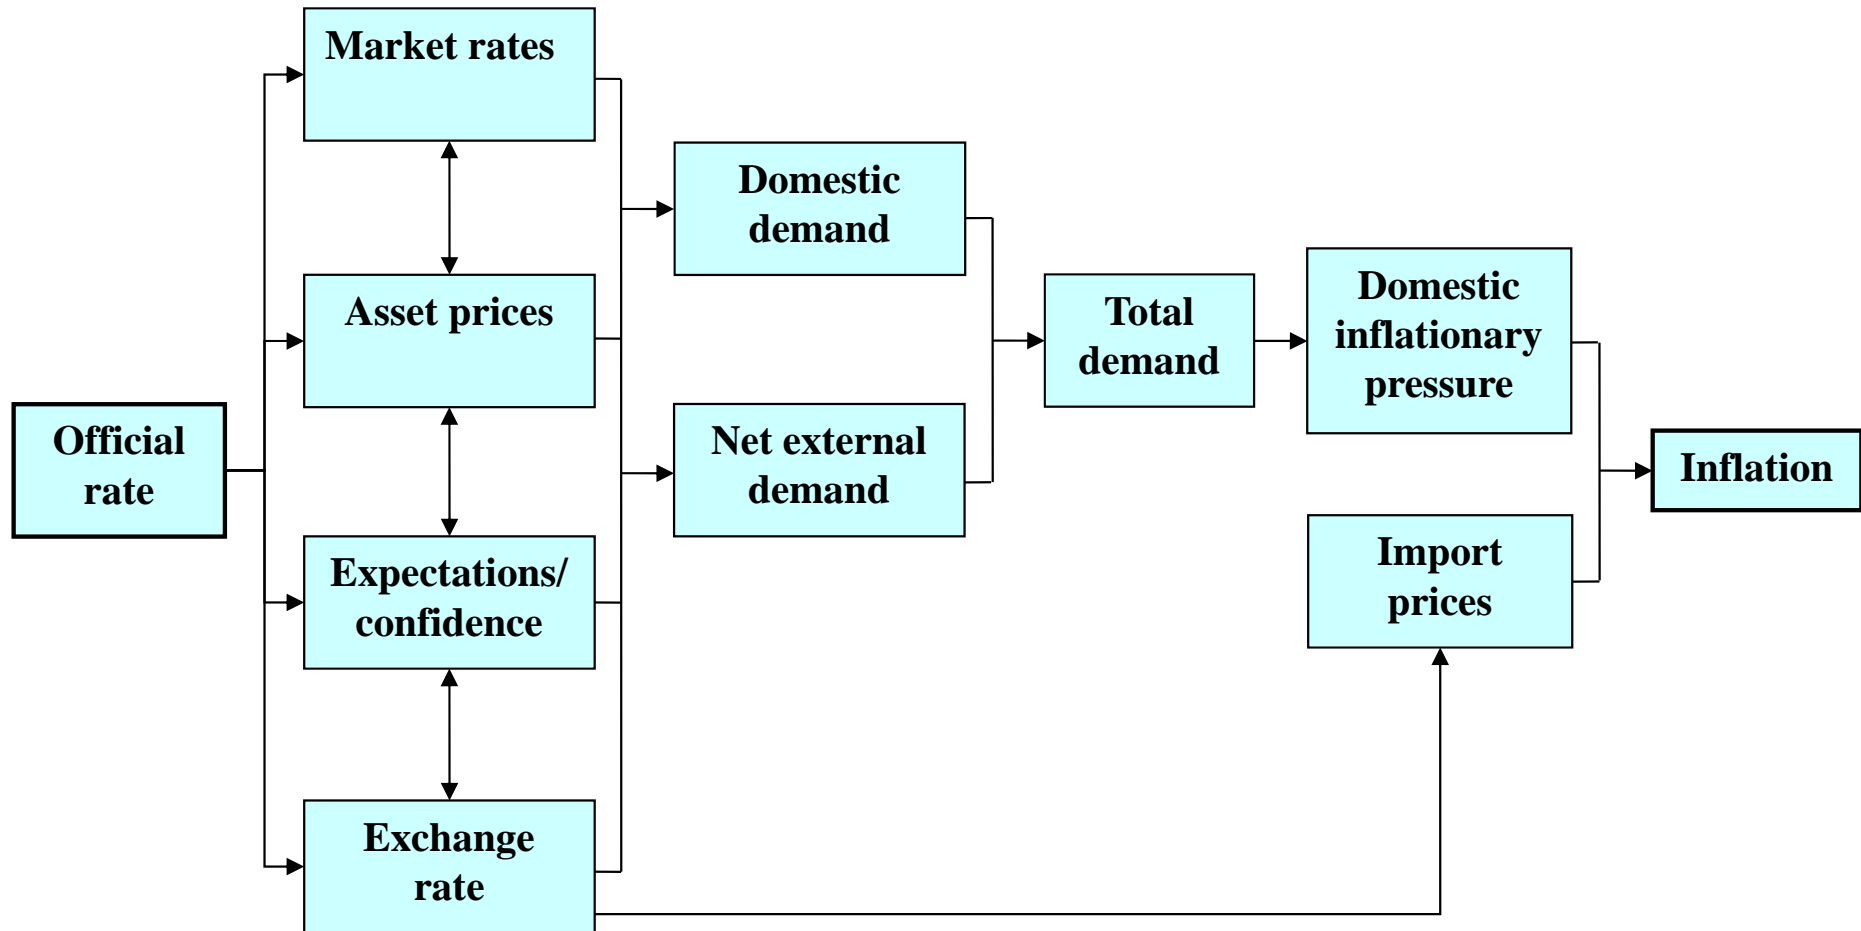 Market rates
Asset prices
Official
rate
Expectations/
confidence
Exchange
rate
Domestic
demand
Net external
demand
Total
demand
Domestic
inflationary
pressure
Import
prices
Inflation